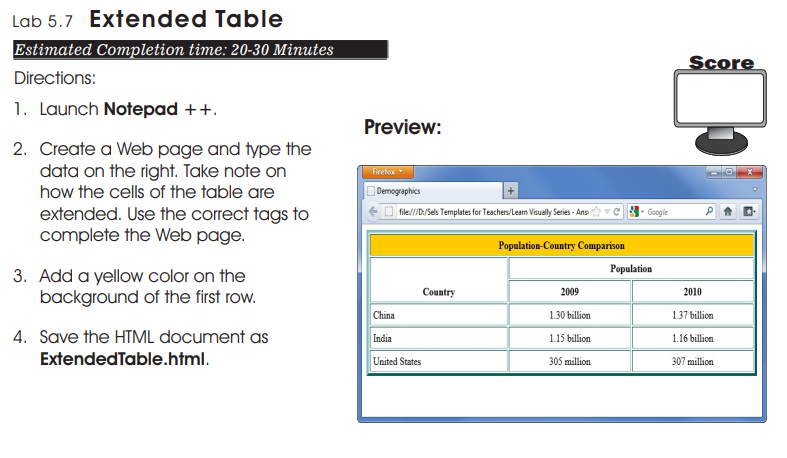 Lab 5.7 Extended Table
Estimated Completion time: 20-30 Minutes
Score
Directions:
1. Launch Notepad ++.
2. Create a Web page and type the
data on the right. Take note on
how the cells of the table are
extended. Use the correct tags to
complete the Web page.
3. Add a yellow color on the
background of the first row.
4. Save the HTML document as
ExtendedTable.html.
Preview:
Firefox
Demographics
file:///D:/Sels Templates for Teachers/Learn Visually Series - Ans
Google
Population-Country Comparison
Population
Country 2009 2010
China 1.30 billion 1.37 billion
India 1.15 billion 1.16 billion
United States 305 million 307 million